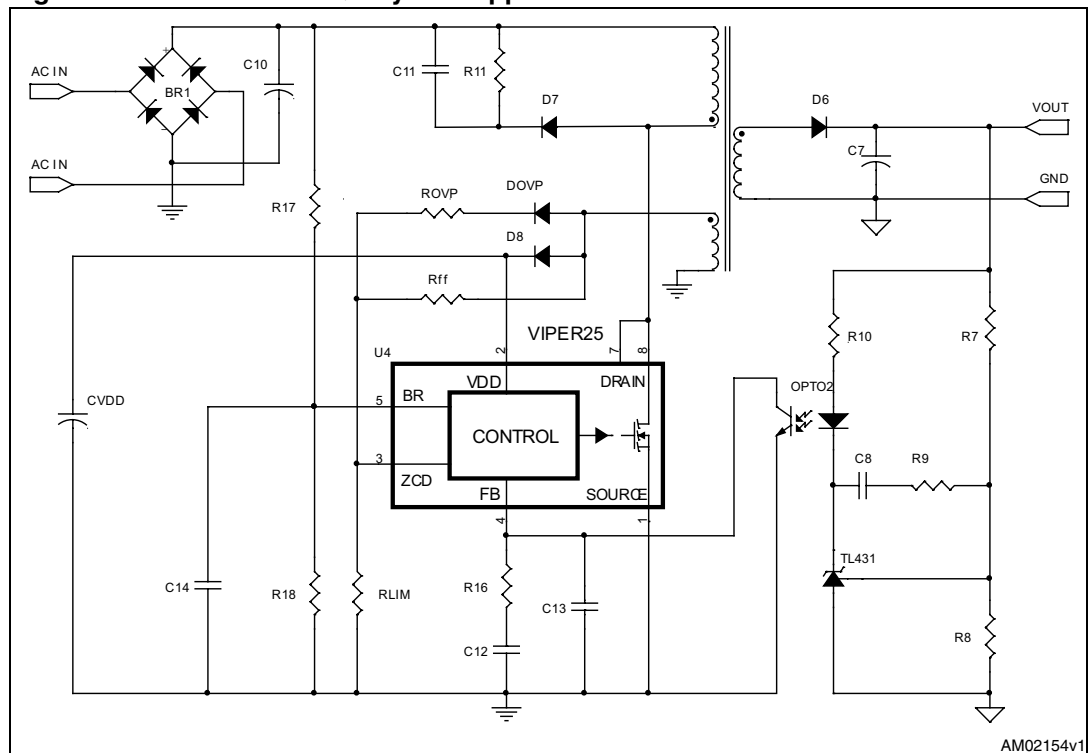 AC IN
BR1
C10
C11
R11
D7
D6
VOUT
C7
GND
AC IN
R17
ROVP
DOVP
D8
Rff
VIPER25
R10
R7
U4
2
7
8
VDD
DRAIN
OPTO2
CVDD
5
BR
CONTROL
3
ZCD
C8
R9
FB
SOURCE
4
1
TL431
C14
R18
RLIM
R16
C13
C12
R8
AM02154v1